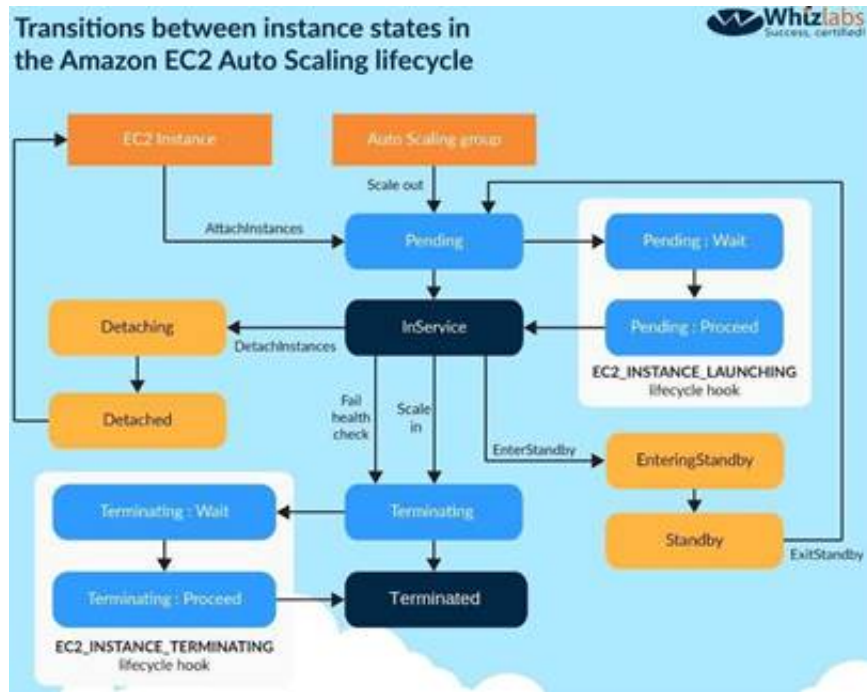 Transitions between instance states in
the Amazon EC2 Auto Scaling lifecycle
Whizlabs
Success, certified!
EC2 Instance
Auto Scaling group
Scale out
AttachInstances
Pending
Pending : Wait
Detaching
InService
Pending : Proceed
DetachInstances
EC2_INSTANCE_LAUNCHING
lifecycle hook
Detached
Fail
health
check
Scale
in
EnterStandby
EnteringStandby
Terminating : Wait
Terminating
Standby
ExitStandby
Terminating : Proceed
Terminated
EC2_INSTANCE_TERMINATING
lifecycle hook